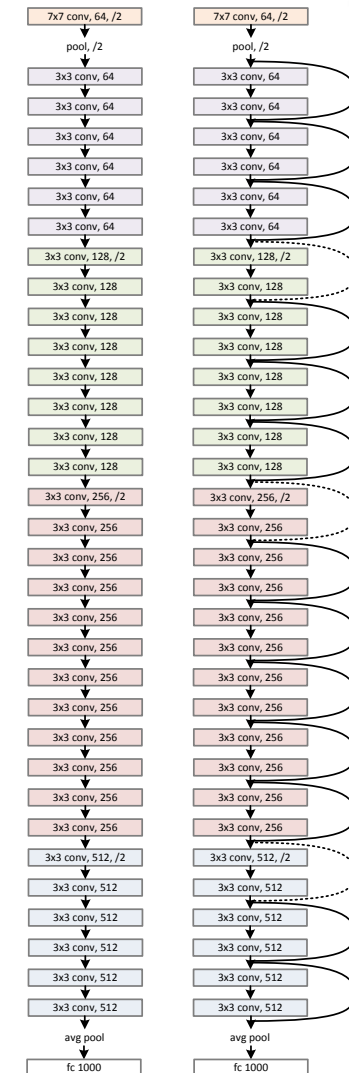 7x7 conv, 64, /2
pool, /2
3x3 conv, 64
3x3 conv, 64
3x3 conv, 64
3x3 conv, 64
3x3 conv, 64
3x3 conv, 64
3x3 conv, 128, /2
3x3 conv, 128
3x3 conv, 128
3x3 conv, 128
3x3 conv, 128
3x3 conv, 128
3x3 conv, 128
3x3 conv, 128
3x3 conv, 256, /2
3x3 conv, 256
3x3 conv, 256
3x3 conv, 256
3x3 conv, 256
3x3 conv, 256
3x3 conv, 256
3x3 conv, 256
3x3 conv, 256
3x3 conv, 256
3x3 conv, 256
3x3 conv, 256
3x3 conv, 512, /2
3x3 conv, 512
3x3 conv, 512
3x3 conv, 512
3x3 conv, 512
3x3 conv, 512
avg pool
fc 1000
7x7 conv, 64, /2
pool, /2
3x3 conv, 64
3x3 conv, 64
3x3 conv, 64
3x3 conv, 64
3x3 conv, 64
3x3 conv, 64
3x3 conv, 128, /2
3x3 conv, 128
3x3 conv, 128
3x3 conv, 128
3x3 conv, 128
3x3 conv, 128
3x3 conv, 128
3x3 conv, 128
3x3 conv, 256, /2
3x3 conv, 256
3x3 conv, 256
3x3 conv, 256
3x3 conv, 256
3x3 conv, 256
3x3 conv, 256
3x3 conv, 256
3x3 conv, 256
3x3 conv, 256
3x3 conv, 256
3x3 conv, 256
3x3 conv, 512, /2
3x3 conv, 512
3x3 conv, 512
3x3 conv, 512
3x3 conv, 512
3x3 conv, 512
avg pool
fc 1000